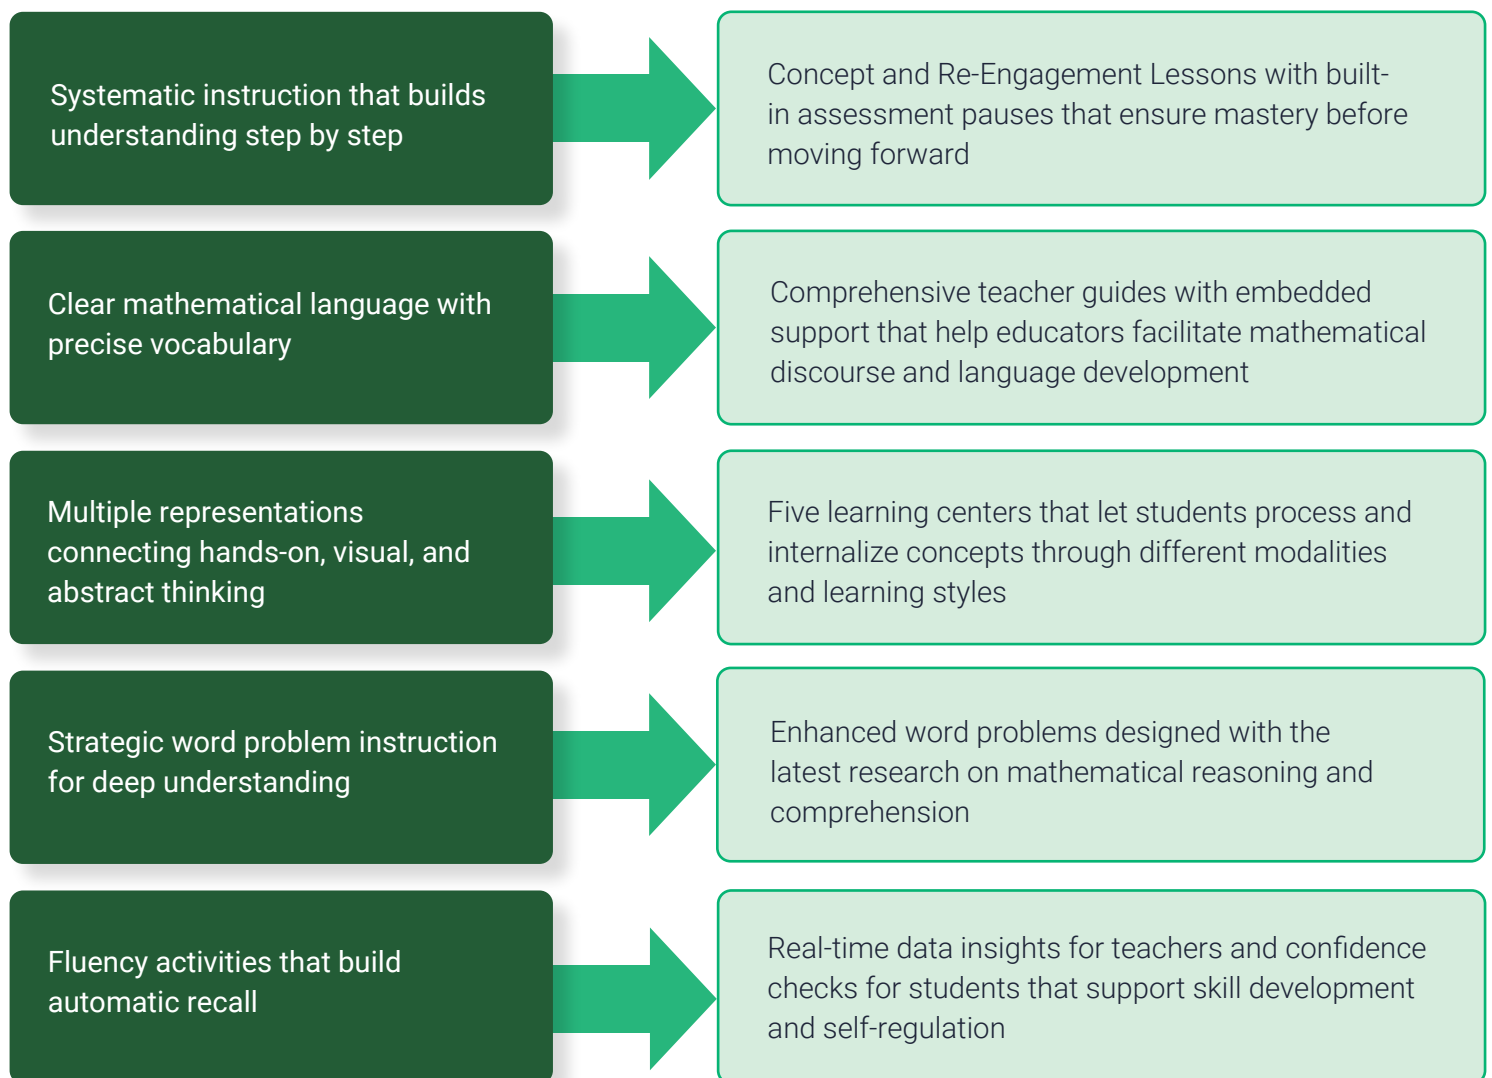 Systematic instruction that builds
understanding step by step
Concept and Re-Engagement Lessons with built-
in assessment pauses that ensure mastery before
moving forward
Clear mathematical language with
precise vocabulary
Comprehensive teacher guides with embedded
support that help educators facilitate mathematical
discourse and language development
Multiple representations
connecting hands-on, visual, and
abstract thinking
Five learning centers that let students process and
internalize concepts through different modalities
and learning styles
Strategic word problem instruction
for deep understanding
Enhanced word problems designed with the
latest research on mathematical reasoning and
comprehension
Fluency activities that build
automatic recall
Real-time data insights for teachers and confidence
checks for students that support skill development
and self-regulation